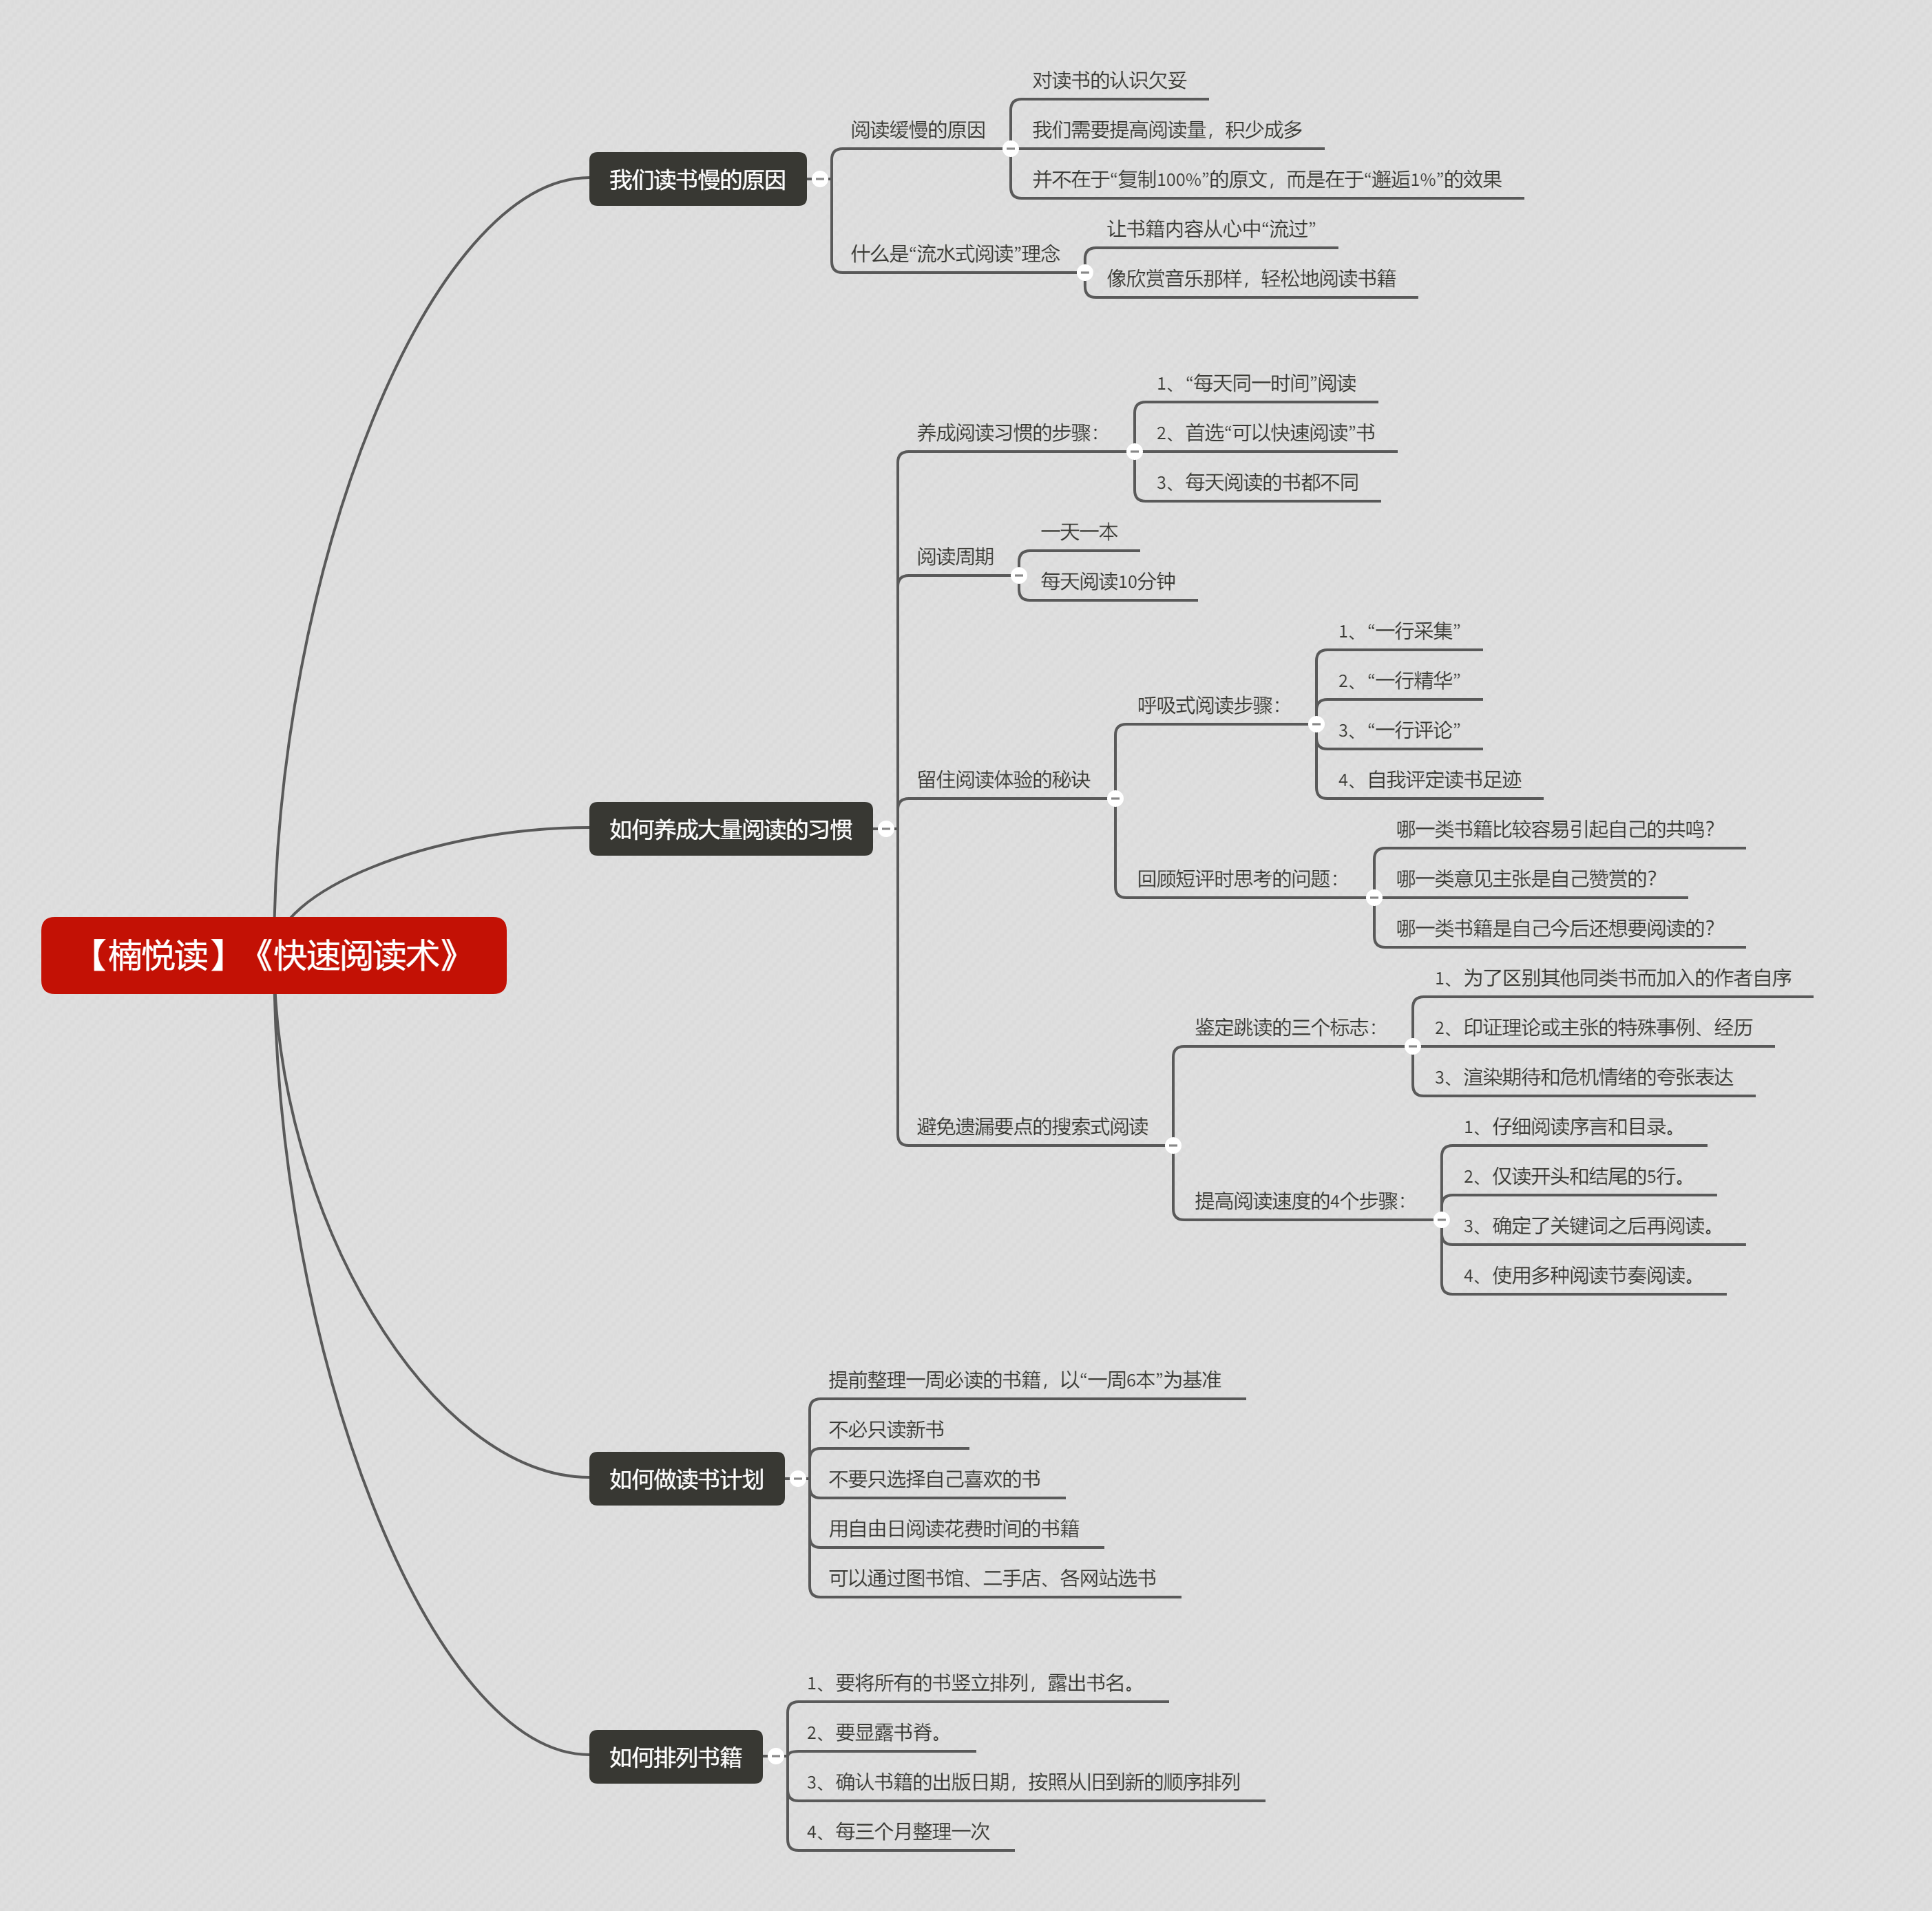 【楠悦读】《快速阅读术》
我们读书慢的原因
阅读缓慢的原因
对读书的认识欠妥
我们需要提高阅读量，积少成多
并不在于“复制100%”的原文，而是在于“邂逅1%”的效果
什么是“流水式阅读”理念
让书籍内容从心中“流过”
像欣赏音乐那样，轻松地阅读书籍
如何养成大量阅读的习惯
养成阅读习惯的步骤：
1、“每天同一时间”阅读
2、首选“可以快速阅读”书
3、每天阅读的书都不同
阅读周期
一天一本
每天阅读10分钟
留住阅读体验的秘诀
呼吸式阅读步骤：
1、“一行采集”
2、“一行精华”
3、“一行评论”
4、自我评定读书足迹
回顾短评时思考的问题：
哪一类书籍比较容易引起自己的共鸣？
哪一类意见主张是自己赞赏的？
哪一类书籍是自己今后还想要阅读的？
避免遗漏要点的搜索式阅读
鉴定跳读的三个标志：
1、为了区别其他同类书而加入的作者自序
2、印证理论或主张的特殊事例、经历
3、渲染期待和危机情绪的夸张表达
提高阅读速度的4个步骤：
1、仔细阅读序言和目录。
2、仅读开头和结尾的5行。
3、确定了关键词之后再阅读。
4、使用多种阅读节奏阅读。
如何做读书计划
提前整理一周必读的书籍，以“一周6本”为基准
不必只读新书
不要只选择自己喜欢的书
用自由日阅读花费时间的书籍
可以通过图书馆、二手店、各网站选书
如何排列书籍
1、要将所有的书竖立排列，露出书名。
2、要显露书脊。
3、确认书籍的出版日期，按照从旧到新的顺序排列
4、每三个月整理一次